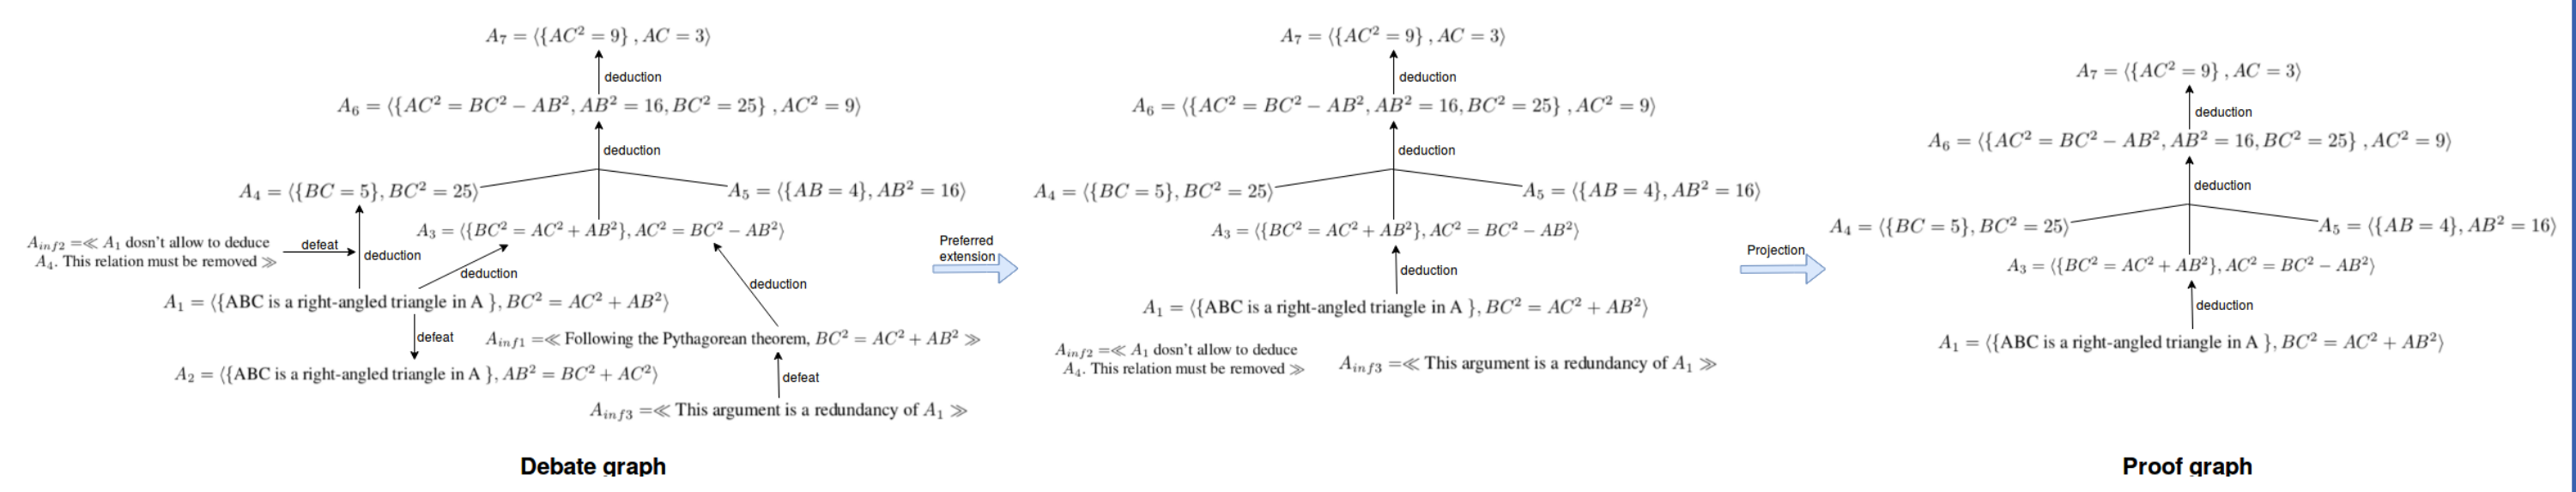 A₇ = ⟨{AC² = 9} , AC = 3⟩
deduction
A₆ = ⟨{AC² = BC² − AB², AB² = 16, BC² = 25} , AC² = 9⟩
deduction
A₄ = ⟨{BC = 5}, BC² = 25⟩
A₅ = ⟨{AB = 4}, AB² = 16⟩
A₃ = ⟨{BC² = AC² + AB²}, AC² = BC² − AB²⟩
A_inf2 =≪ A₁ dosn't allow to deduce
A₄. This relation must be removed ≫
defeat
deduction
deduction
deduction
A₁ = ⟨{ABC is a right-angled triangle in A }, BC² = AC² + AB²⟩
defeat
A_inf1 =≪ Following the Pythagorean theorem, BC² = AC² + AB² ≫
A₂ = ⟨{ABC is a right-angled triangle in A }, AB² = BC² + AC²⟩
defeat
A_inf3 =≪ This argument is a redundancy of A₁ ≫
Debate graph
Preferred
extension
A₇ = ⟨{AC² = 9} , AC = 3⟩
deduction
A₆ = ⟨{AC² = BC² − AB², AB² = 16, BC² = 25} , AC² = 9⟩
deduction
A₄ = ⟨{BC = 5}, BC² = 25⟩
A₅ = ⟨{AB = 4}, AB² = 16⟩
A₃ = ⟨{BC² = AC² + AB²}, AC² = BC² − AB²⟩
deduction
A₁ = ⟨{ABC is a right-angled triangle in A }, BC² = AC² + AB²⟩
A_inf2 =≪ A₁ dosn't allow to deduce
A₄. This relation must be removed ≫
A_inf3 =≪ This argument is a redundancy of A₁ ≫
Projection
A₇ = ⟨{AC² = 9} , AC = 3⟩
deduction
A₆ = ⟨{AC² = BC² − AB², AB² = 16, BC² = 25} , AC² = 9⟩
deduction
A₄ = ⟨{BC = 5}, BC² = 25⟩
A₅ = ⟨{AB = 4}, AB² = 16⟩
A₃ = ⟨{BC² = AC² + AB²}, AC² = BC² − AB²⟩
deduction
A₁ = ⟨{ABC is a right-angled triangle in A }, BC² = AC² + AB²⟩
Proof graph